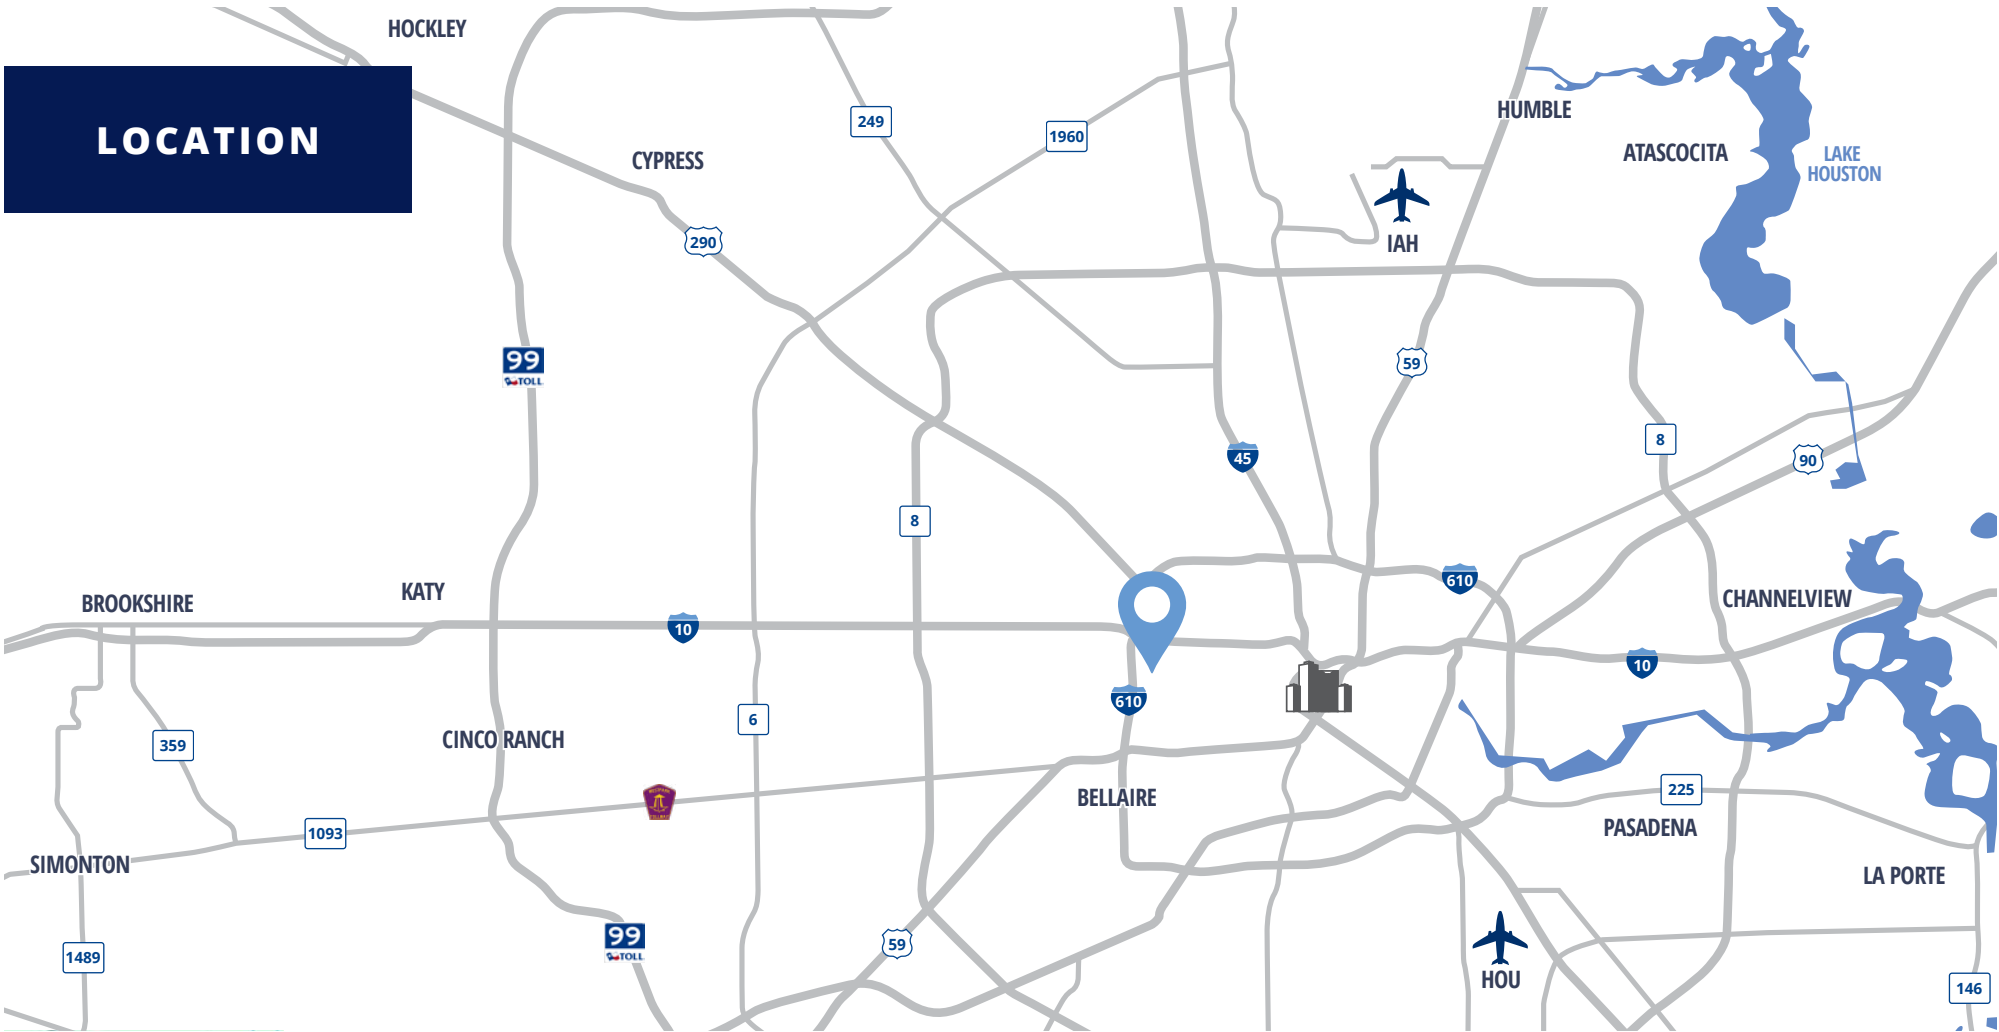 HOCKLEY
LOCATION
249
1960
HUMBLE
CYPRESS
ATASCOCITA
LAKE
HOUSTON
290
IAH
99
TOLL
59
8
45
90
8
610
BROOKSHIRE
KATY
CHANNELVIEW
10
10
610
6
359
CINCO RANCH
225
BELLAIRE
1093
PASADENA
SIMONTON
LA PORTE
99
TOLL
59
1489
HOU
146